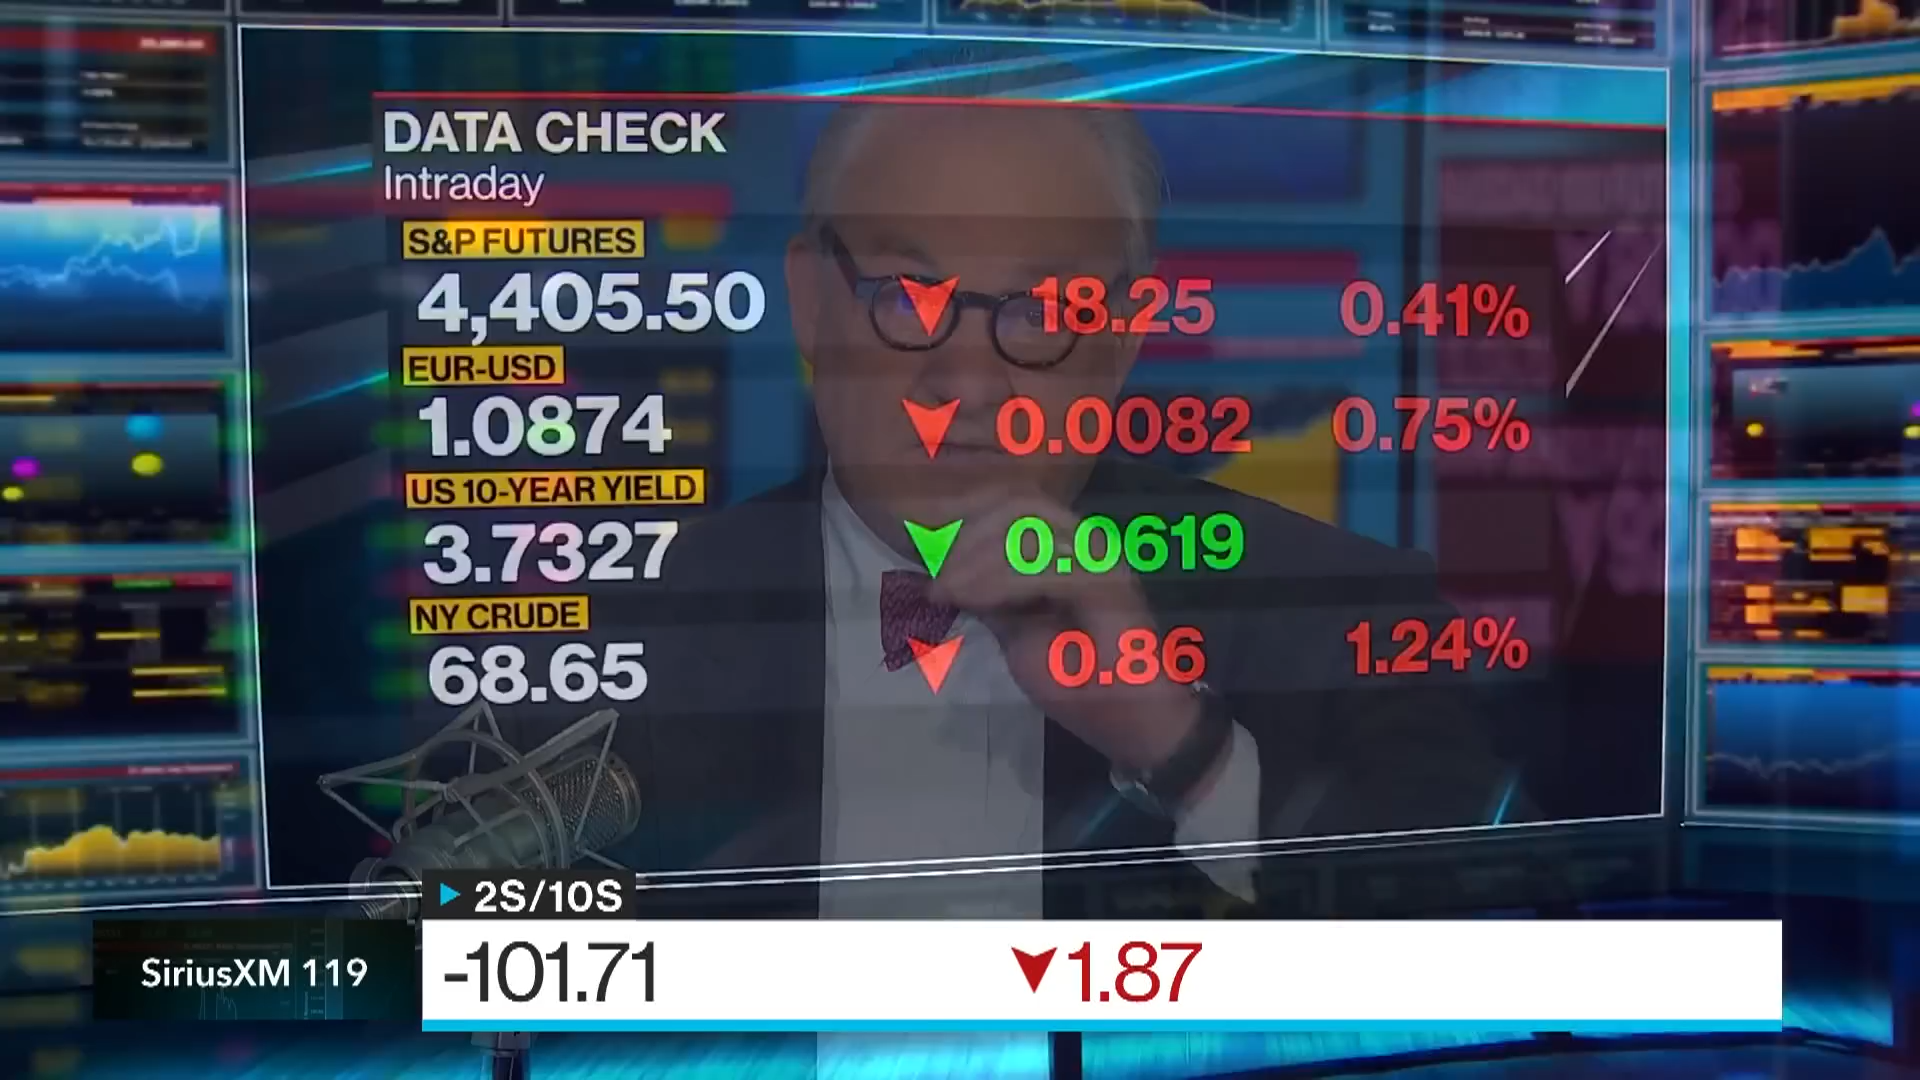 DATA CHECK
Intraday
S&P FUTURES
4,405.50 18.25 0.41%
EUR-USD
1.0874 0.0082 0.75%
US 10-YEAR YIELD
3.7327 0.0619
NY CRUDE
68.65 0.86 1.24%
2S/10S
SiriusXM 119
-101.71 1.87